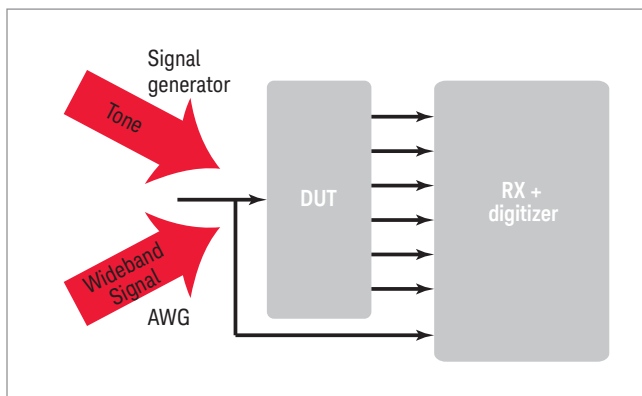 Signal
generator
Tone
DUT
RX +
digitizer
Wideband
Signal
AWG